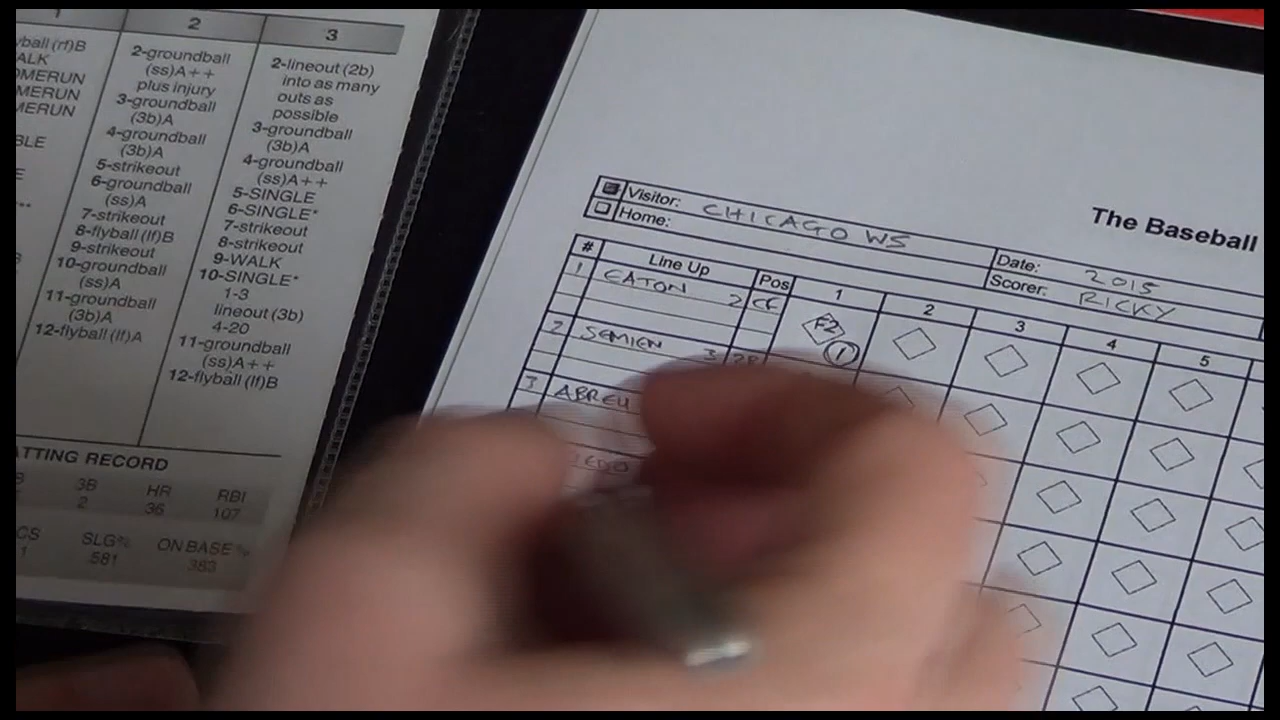 1
2
3
yball (rf)B
ALK
OMERUN
OMERUN
MERUN
BLE
2-groundball
(ss)A++
plus injury
3-groundball
(3b)A
4-groundball
(3b)A
5-strikeout
6-groundball
(ss)A
7-strikeout
8-flyball (lf)B
9-strikeout
10-groundball
(ss)A
11-groundball
(3b)A
12-flyball (lf)A
2-lineout (2b)
into as many
outs as
possible
3-groundball
(3b)A
4-groundball
(ss)A++
5-SINGLE
6-SINGLE*
7-strikeout
8-strikeout
9-WALK
10-SINGLE*
1-3
lineout (3b)
4-20
11-groundball
(ss)A++
12-flyball (lf)B
ATTING RECORD
3B HR RBI
2 36 107
CS SLG% ON BASE %
1 .581 .383
The Baseball
Visitor: CHICAGO WS
Home:
Date: 2015
Scorer: RICKY
# Line Up Pos 1 2 3 4 5
1 EATON 2 CF F2 1
2 SEMIEN 3 2B
3 ABREU